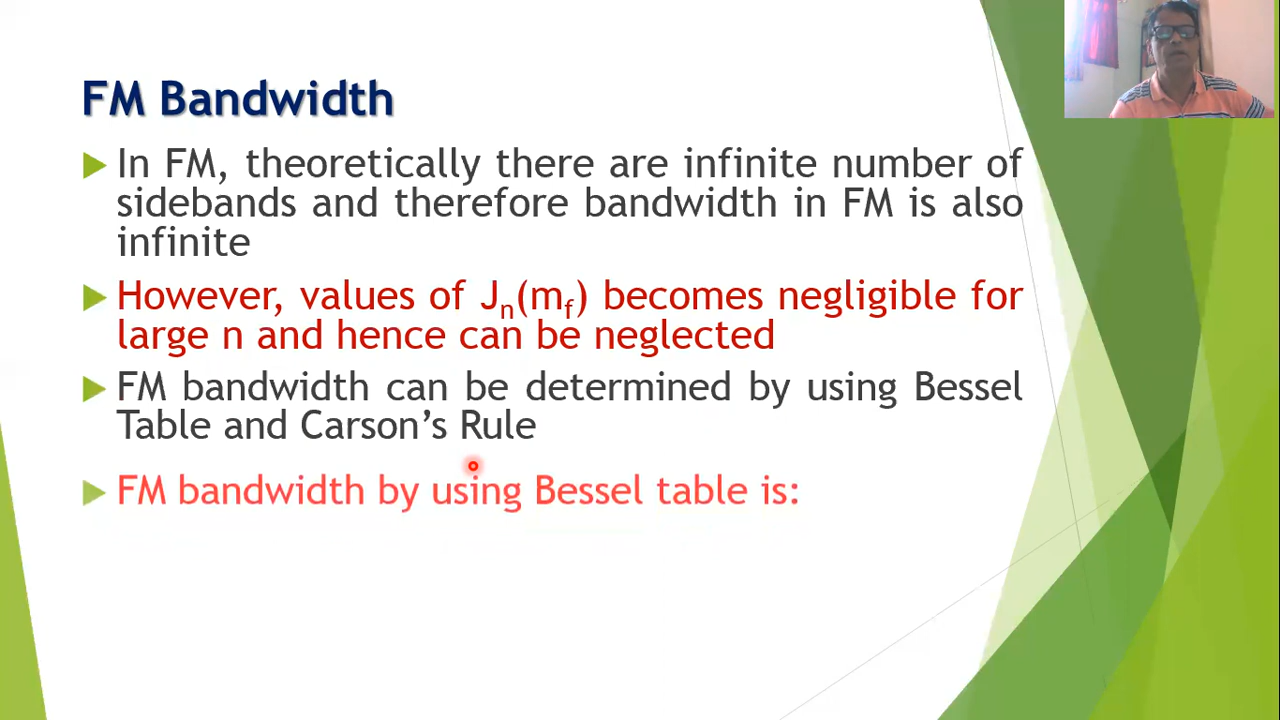 FM Bandwidth
In FM, theoretically there are infinite number of
sidebands and therefore bandwidth in FM is also
infinite
However, values of Jn(mf) becomes negligible for
large n and hence can be neglected
FM bandwidth can be determined by using Bessel
Table and Carson’s Rule
FM bandwidth by using Bessel table is: